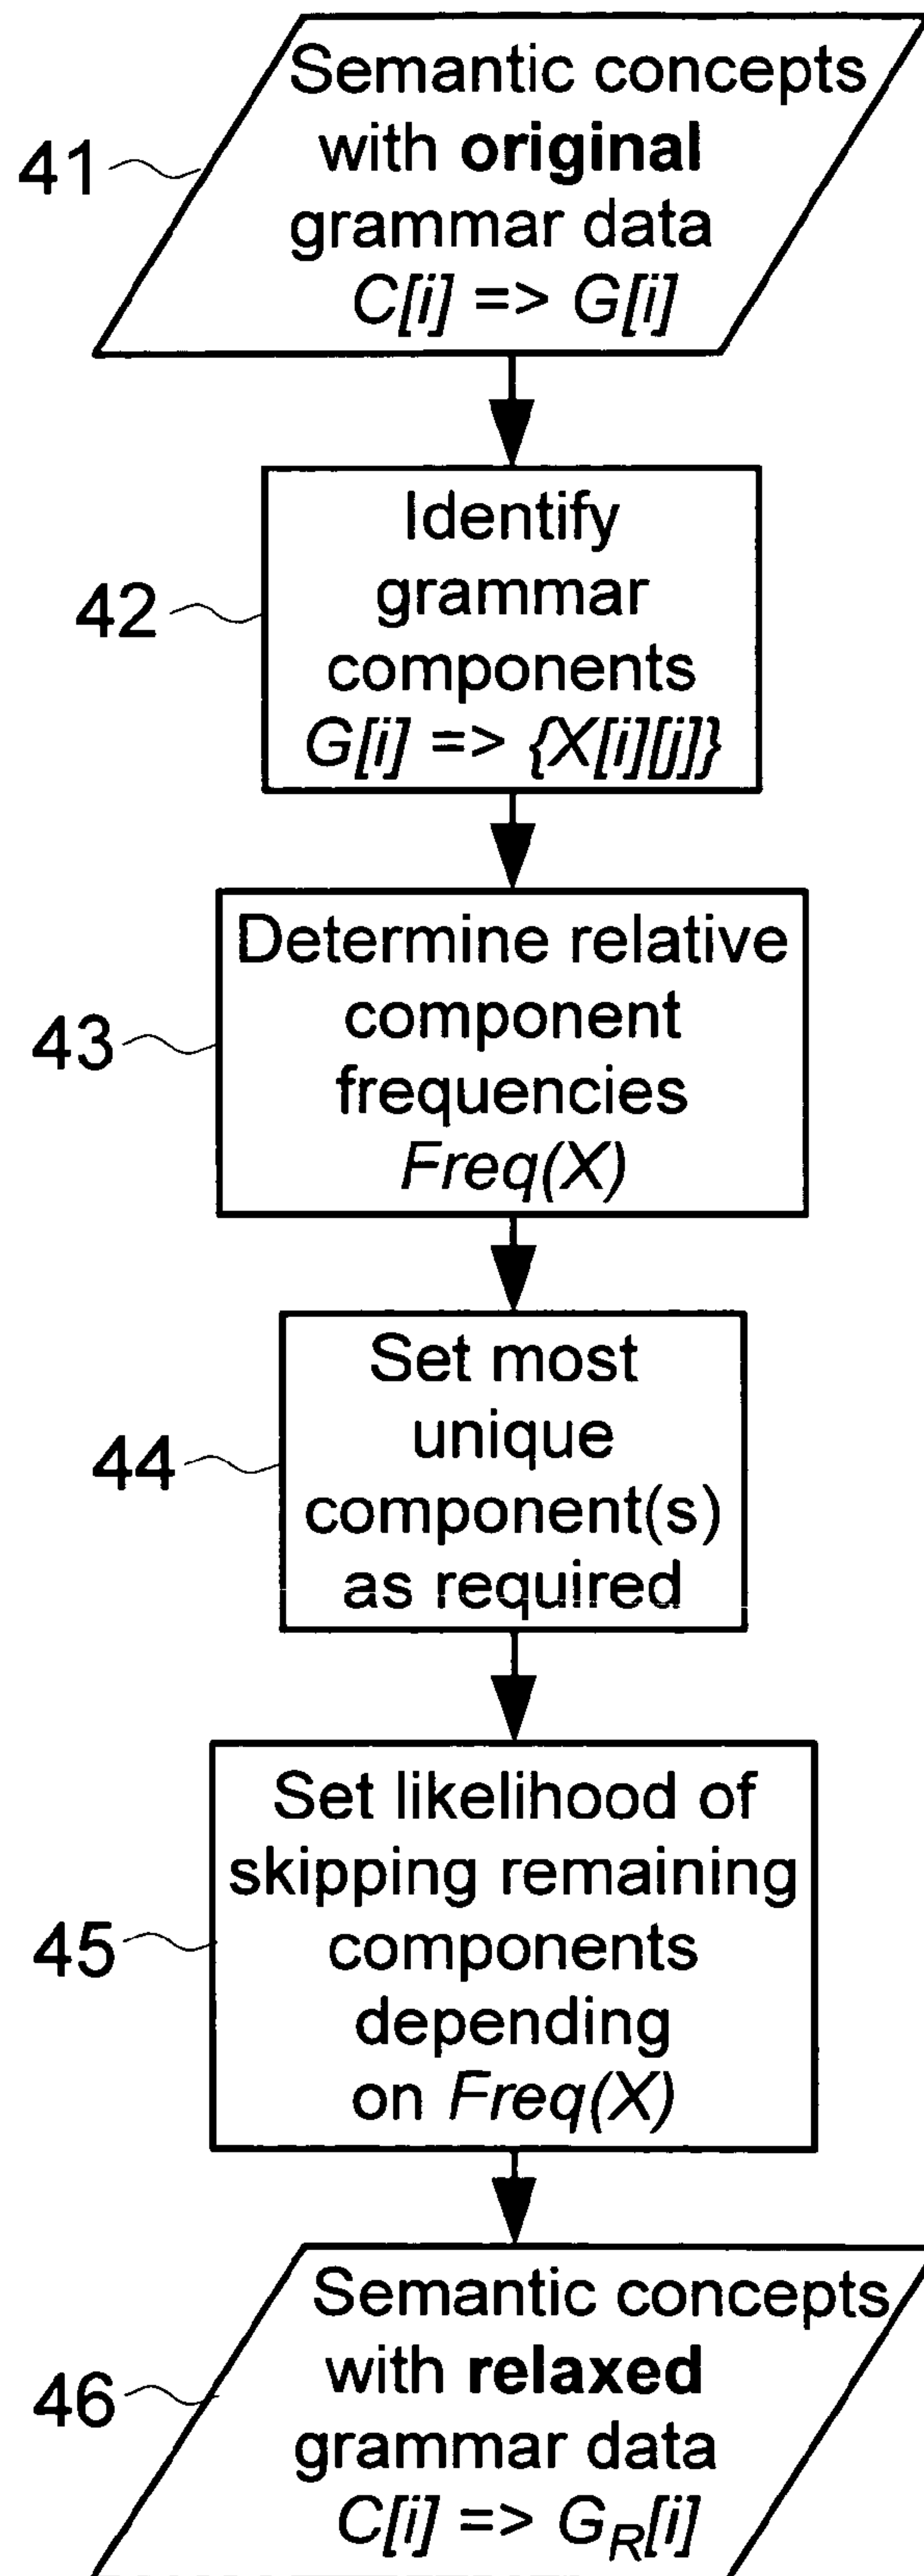 Semantic concepts
with original
41
grammar data
C[i] => G[i]
Identify
42
grammar
components
G[i] => {X[i][j]}
Determine relative
43
component
frequencies
Freq(X)
Set most
unique
44
component(s)
as required
Set likelihood of
skipping remaining
45
components
depending
on Freq(X)
Semantic concepts
with relaxed
46
grammar data
C[i] => G_R[i]